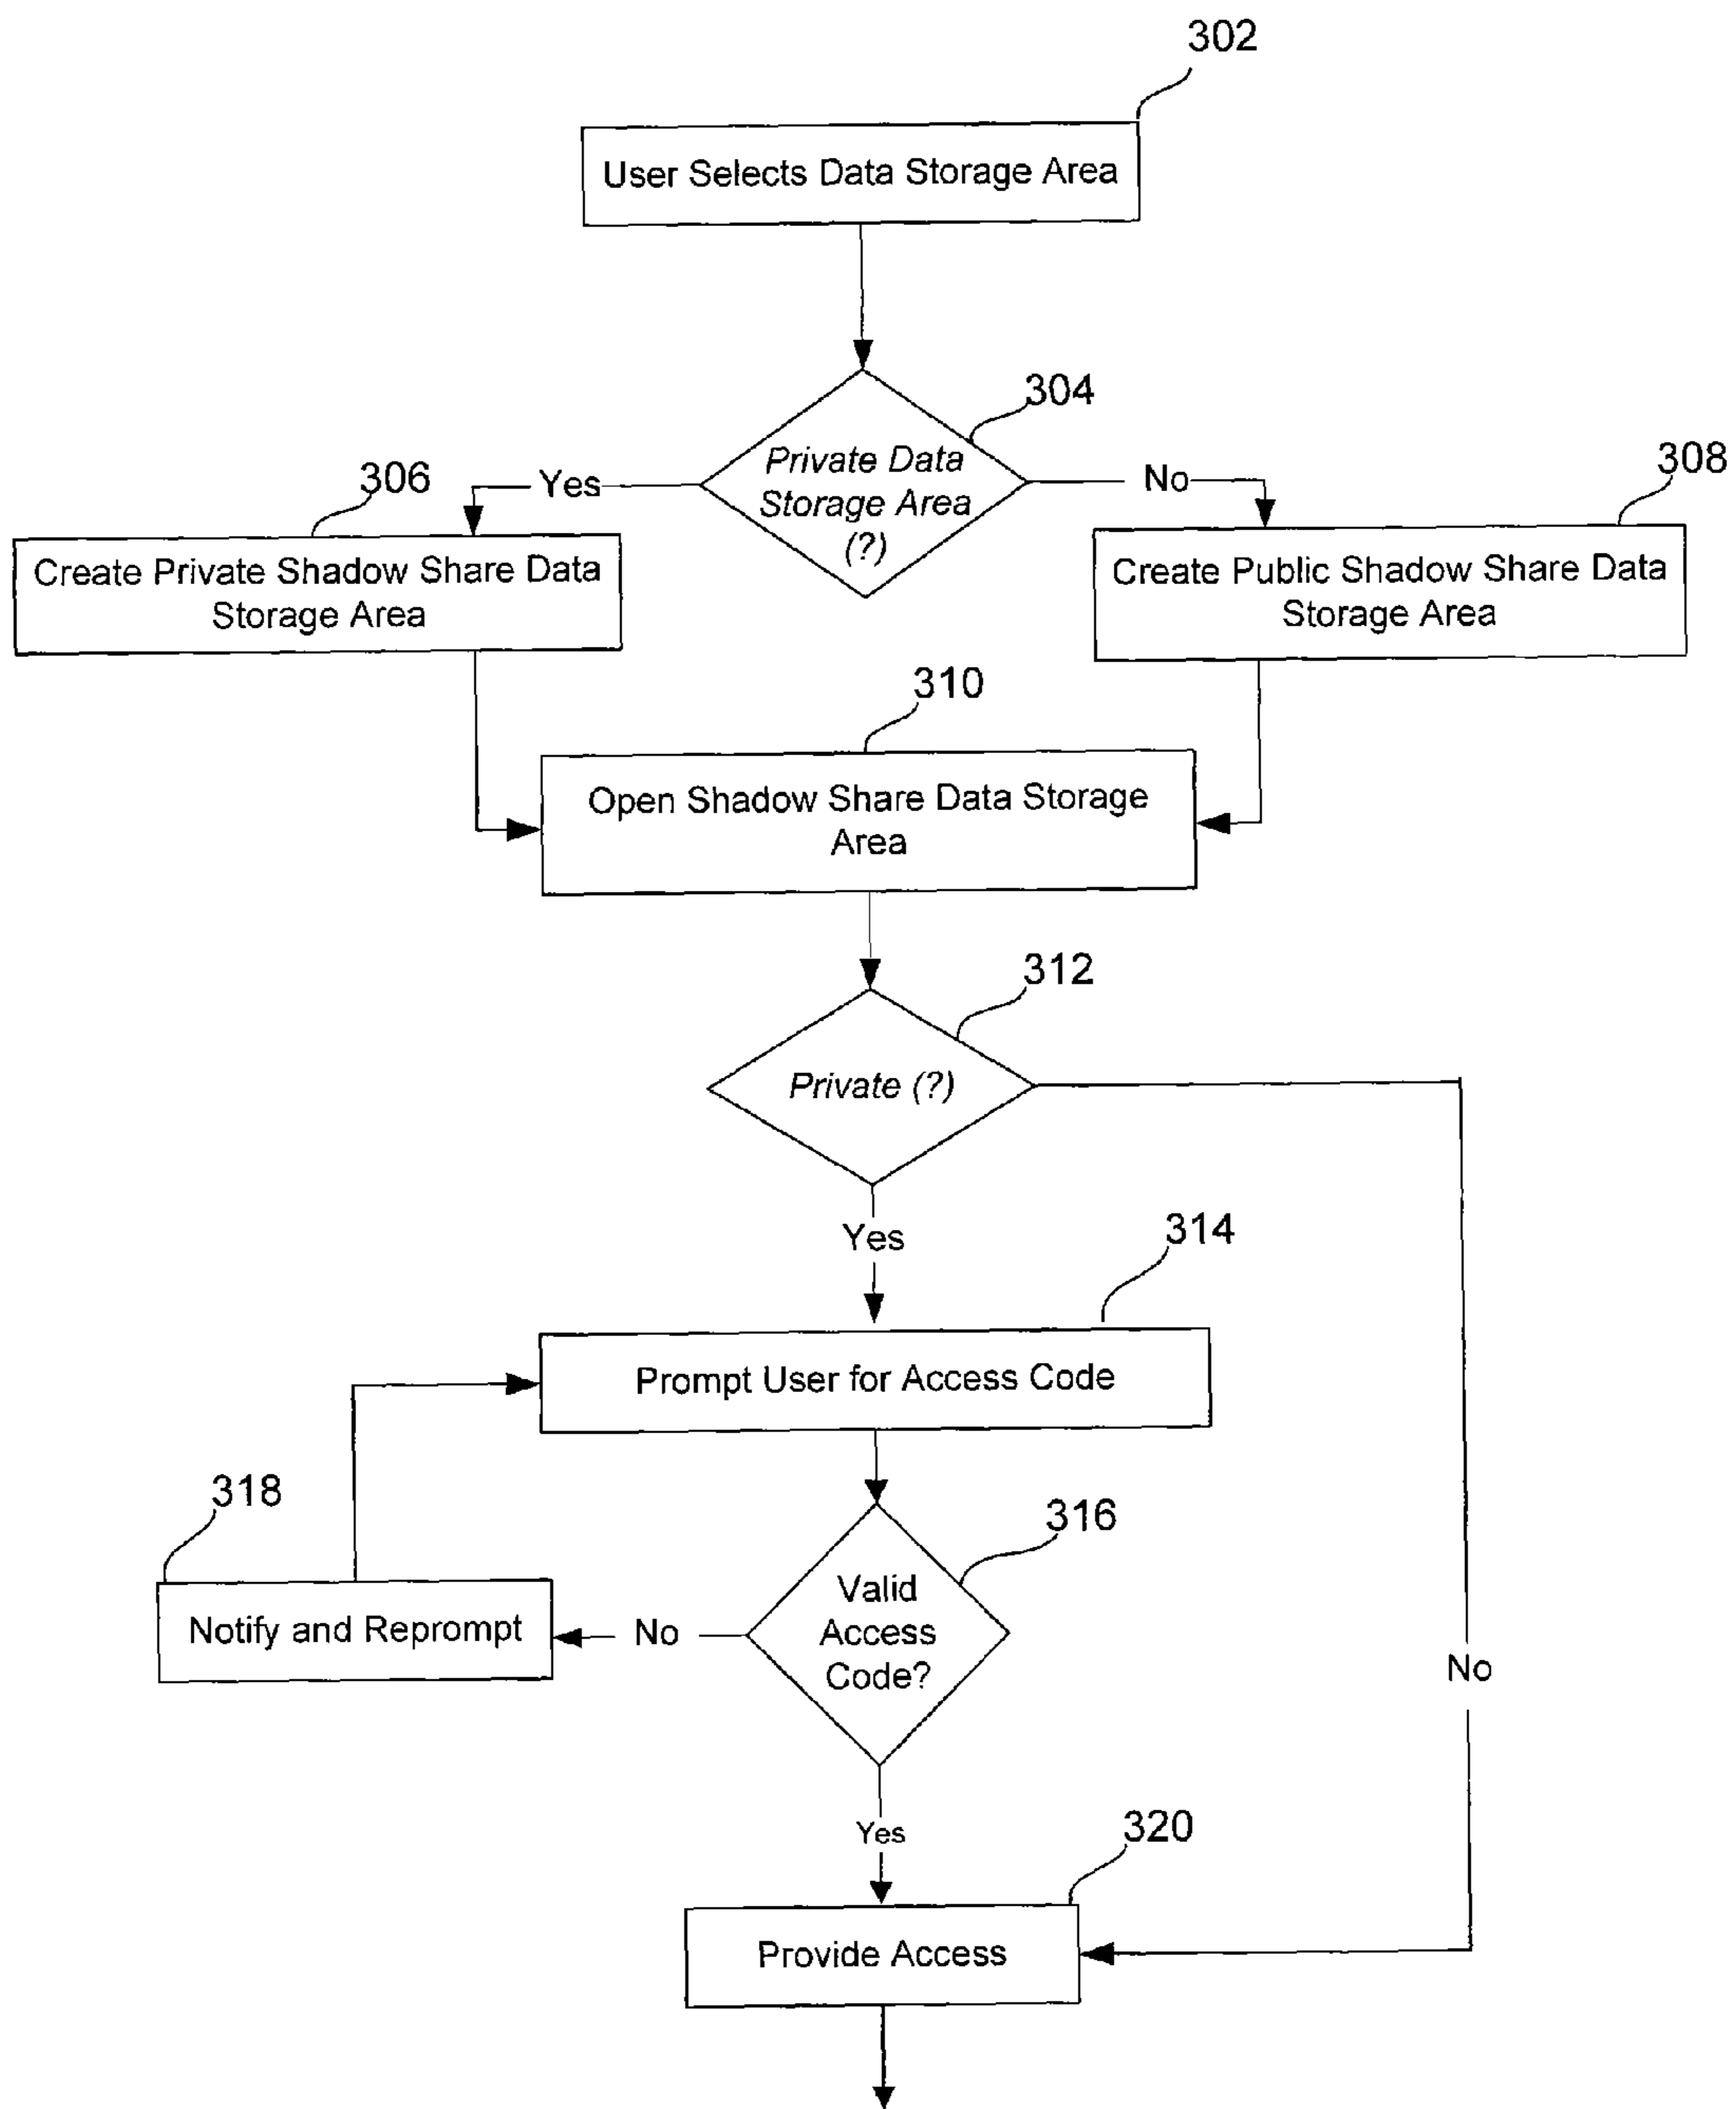 302
User Selects Data Storage Area
304
Private Data
Storage Area
(?)
Yes
No
306
308
Create Private Shadow Share Data
Storage Area
Create Public Shadow Share Data
Storage Area
310
Open Shadow Share Data Storage
Area
312
Private (?)
Yes
314
Prompt User for Access Code
318
316
Valid
Access
Code?
Notify and Reprompt
No
No
Yes
320
Provide Access